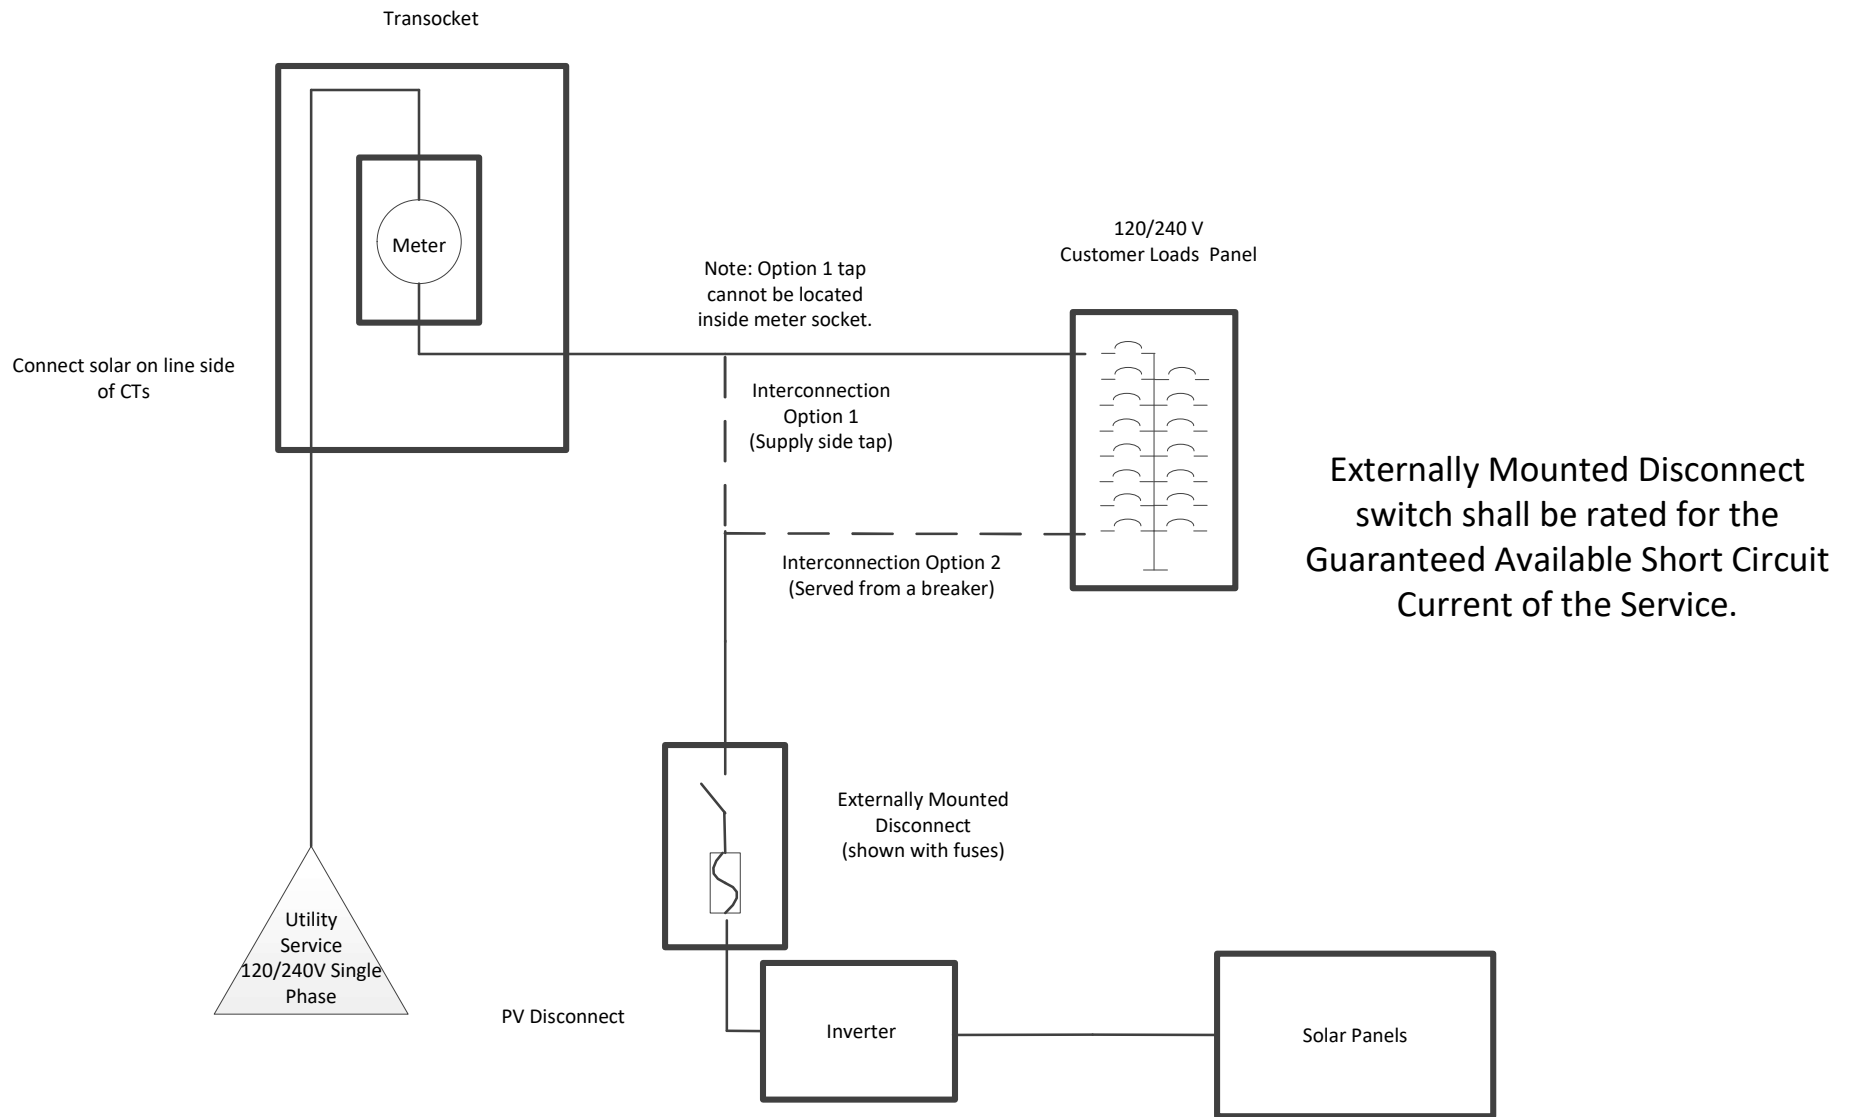 Transocket
Meter
120/240 V
Customer Loads  Panel
Note: Option 1 tap
cannot be located
inside meter socket.
Connect solar on line side
of CTs
Interconnection
Option 1
(Supply side tap)
Externally Mounted Disconnect
switch shall be rated for the
Guaranteed Available Short Circuit
Current of the Service.
Interconnection Option 2
(Served from a breaker)
Externally Mounted
Disconnect
(shown with fuses)
Utility
Service
120/240V Single
Phase
PV Disconnect
Inverter
Solar Panels